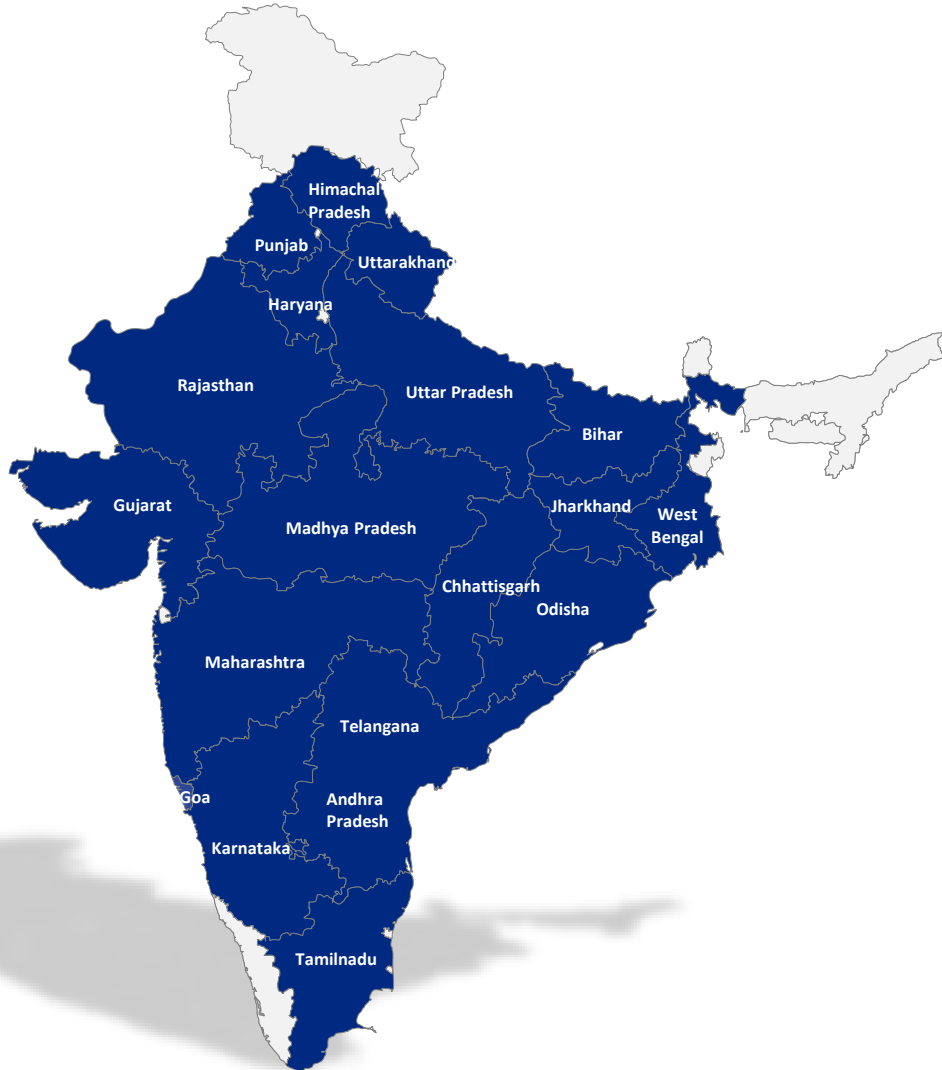 Himachal
Pradesh
Punjab
Uttarakhand
Haryana
Rajasthan
Uttar Pradesh
Bihar
Gujarat
Jharkhand
West
Bengal
Madhya Pradesh
Chhattisgarh
Odisha
Maharashtra
Telangana
Goa
Andhra
Pradesh
Karnataka
Tamilnadu